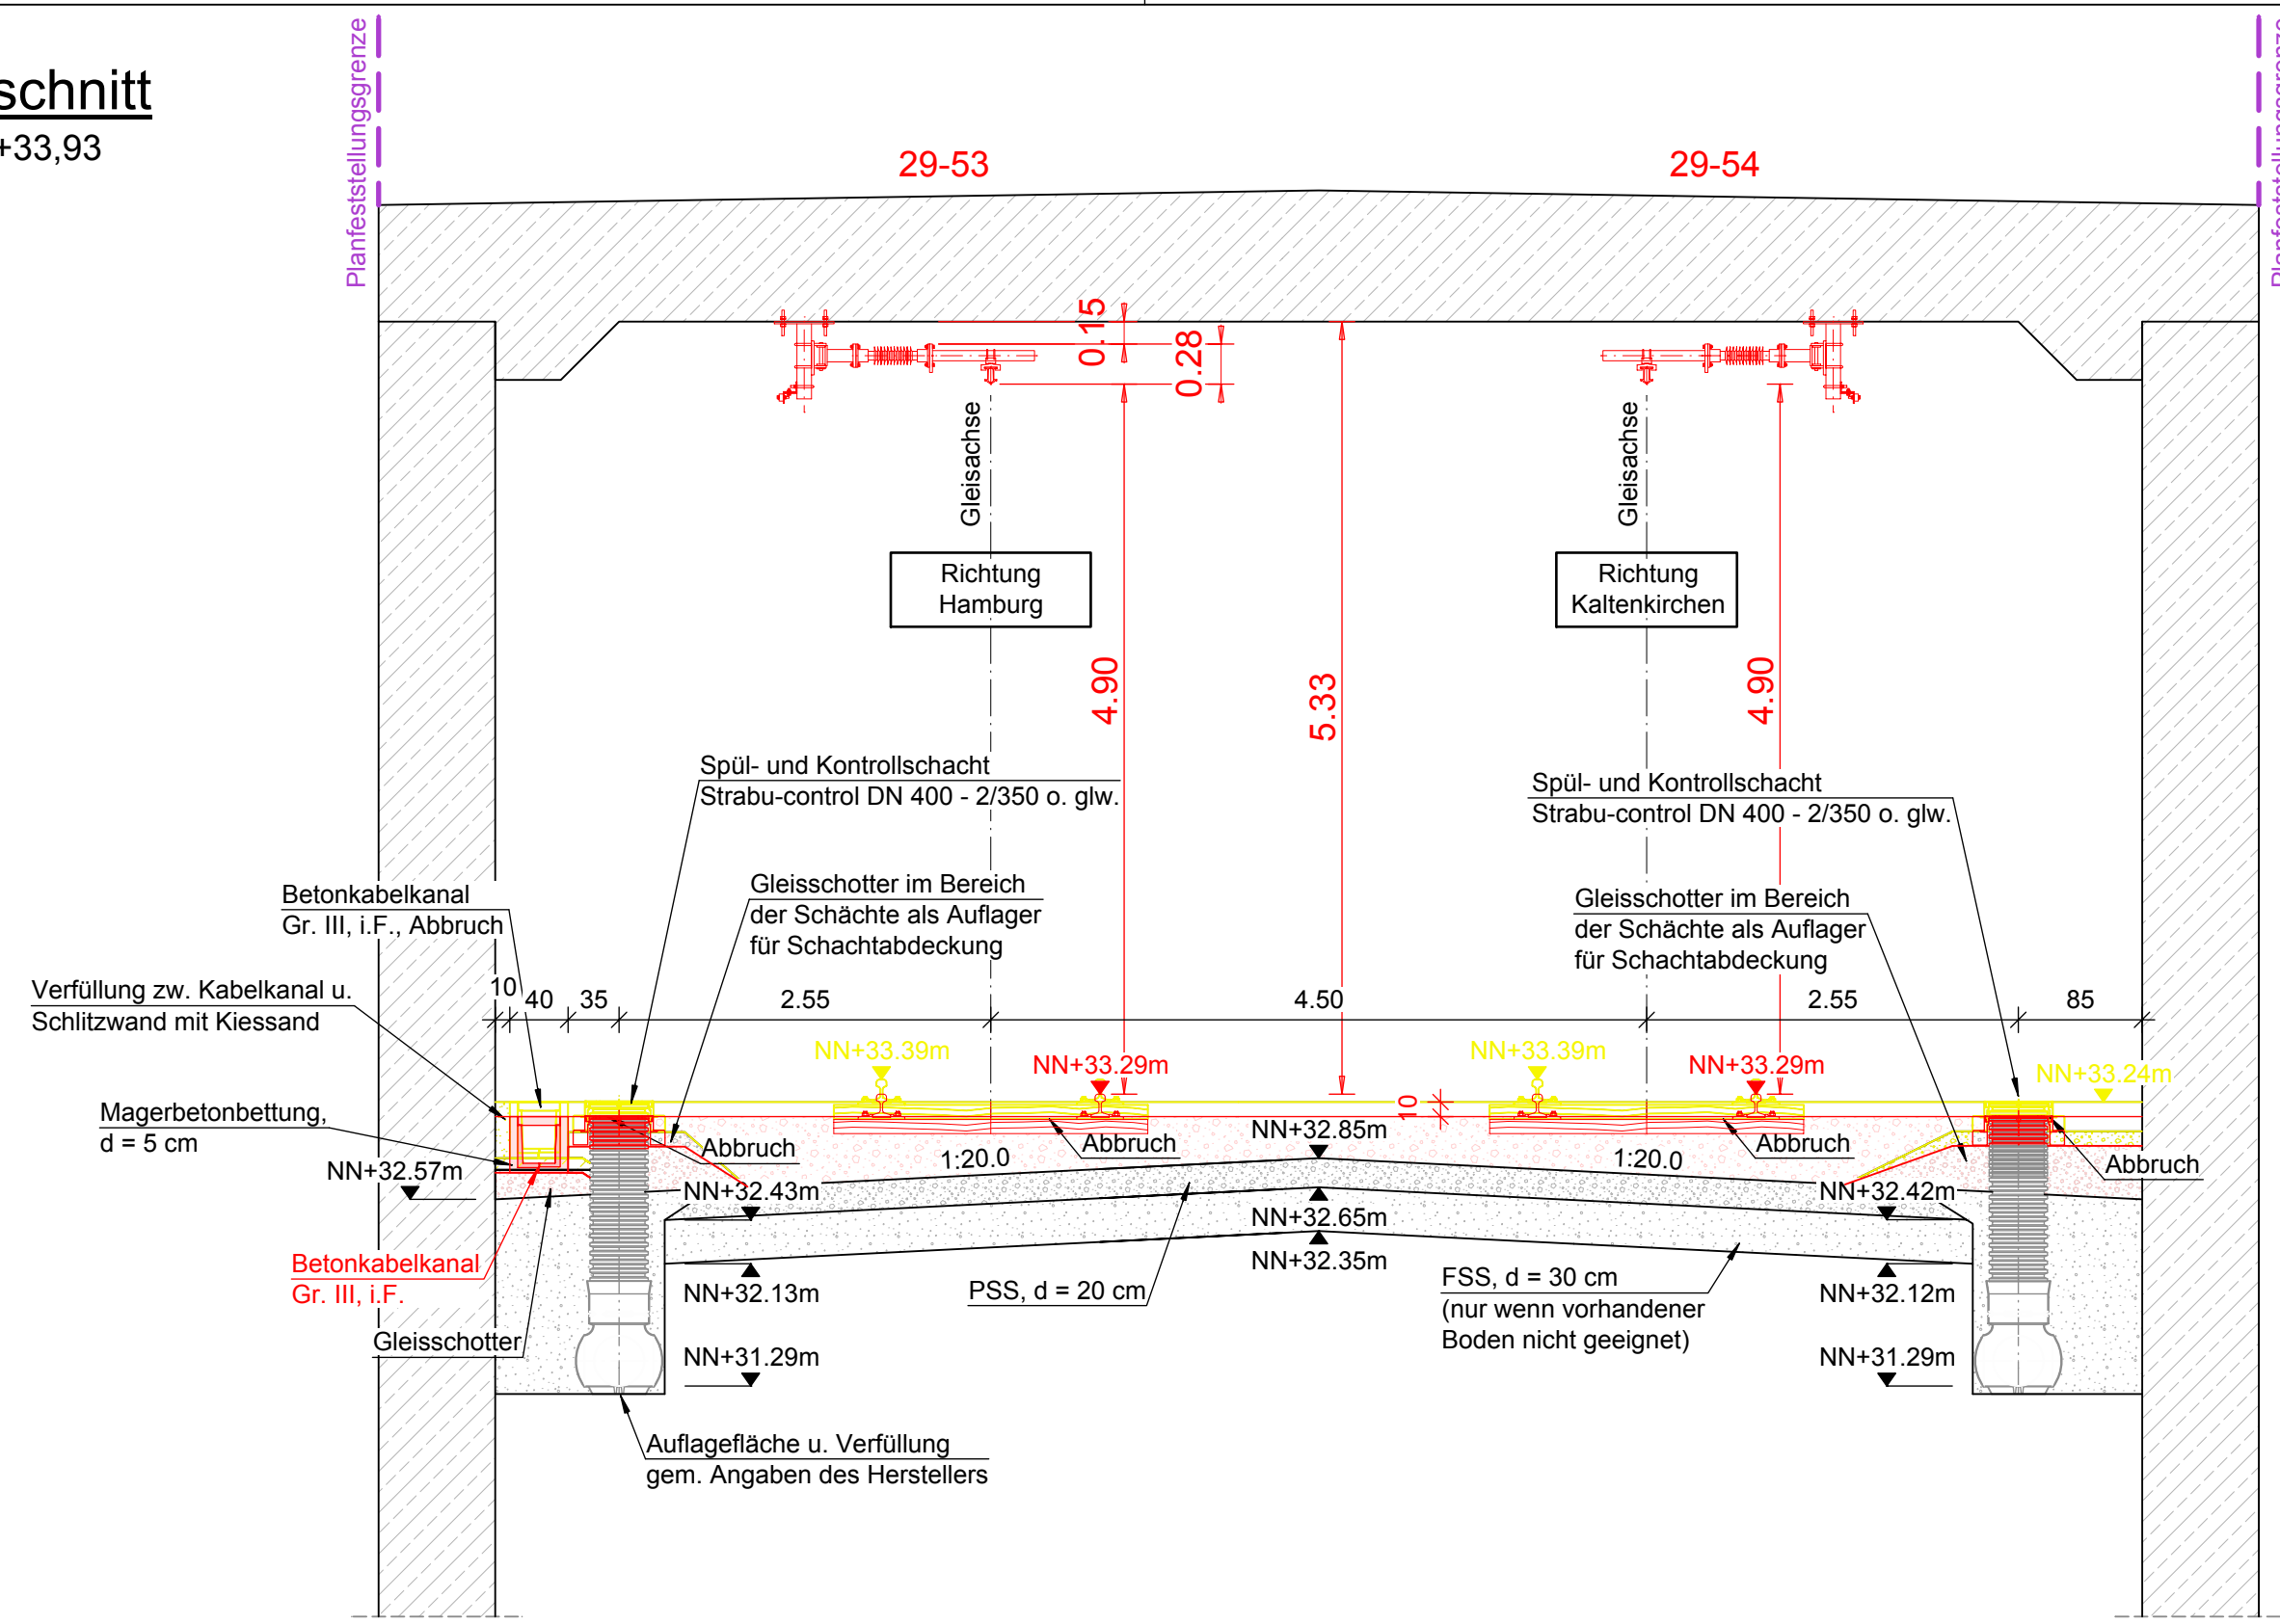 schnitt
+33,93
Planfeststellungsgrenze
29-53
29-54
Planfeststellungsgrenze
0.15
0.28
Gleisachse
Gleisachse
Richtung
Hamburg
Richtung
Kaltenkirchen
4.90
5.33
4.90
Spül- und Kontrollschacht
Strabu-control DN 400 - 2/350 o. glw.
Spül- und Kontrollschacht
Strabu-control DN 400 - 2/350 o. glw.
Betonkabelkanal
Gr. III, i.F., Abbruch
Gleisschotter im Bereich
der Schächte als Auflager
für Schachtabdeckung
Gleisschotter im Bereich
der Schächte als Auflager
für Schachtabdeckung
Verfüllung zw. Kabelkanal u.
Schlitzwand mit Kiessand
10
40
35
2.55
4.50
2.55
85
NN+33.39m
NN+33.29m
NN+33.39m
NN+33.29m
NN+33.24m
Magerbetonbettung,
d = 5 cm
10
Abbruch
Abbruch
NN+32.85m
Abbruch
Abbruch
1:20.0
1:20.0
NN+32.57m
NN+32.43m
NN+32.42m
NN+32.65m
NN+32.35m
Betonkabelkanal
Gr. III, i.F.
NN+32.13m
PSS, d = 20 cm
FSS, d = 30 cm
(nur wenn vorhandener
Boden nicht geeignet)
NN+32.12m
Gleisschotter
NN+31.29m
NN+31.29m
Auflagefläche u. Verfüllung
gem. Angaben des Herstellers